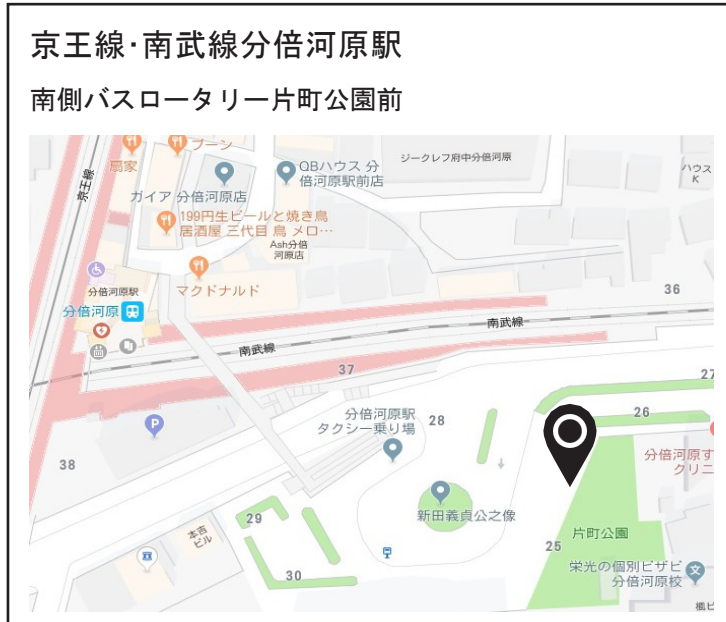 京王線・南武線分倍河原駅
南側バスロータリー片町公園前
扇家
ブーン
京王線
ガイア 分倍河原店
QBハウス 分
倍河原駅前店
ジークレフ府中分倍河原
ハウス
K
199円生ビールと焼き鳥
居酒屋 三代目 鳥 メロ…
Ash分倍
河原店
マクドナルド
分倍河原駅
分倍河原
36
南武線
南武線
37
27
P
分倍河原駅
タクシー乗り場
28
26
分倍河原す
クリニ
38
新田義貞公之像
29
本吉
ビル
25
片町公園
30
栄光の個別ビザビ
分倍河原校
文